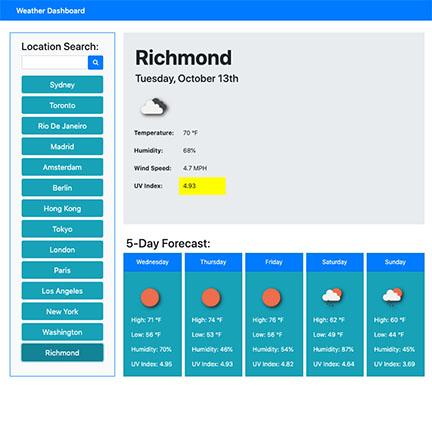 Weather Dashboard
Location Search:
Sydney
Toronto
Rio De Janeiro
Madrid
Amsterdam
Berlin
Hong Kong
Tokyo
London
Paris
Los Angeles
New York
Washington
Richmond
Richmond
Tuesday, October 13th
Temperature: 70 °F
Humidity: 68%
Wind Speed: 4.7 MPH
UV Index: 4.93
5-Day Forecast:
Wednesday
High: 71 °F
Low: 56 °F
Humidity: 70%
UV Index: 4.95
Thursday
High: 74 °F
Low: 53 °F
Humidity: 46%
UV Index: 4.93
Friday
High: 76 °F
Low: 56 °F
Humidity: 54%
UV Index: 4.82
Saturday
High: 62 °F
Low: 49 °F
Humidity: 87%
UV Index: 4.64
Sunday
High: 60 °F
Low: 44 °F
Humidity: 45%
UV Index: 3.69